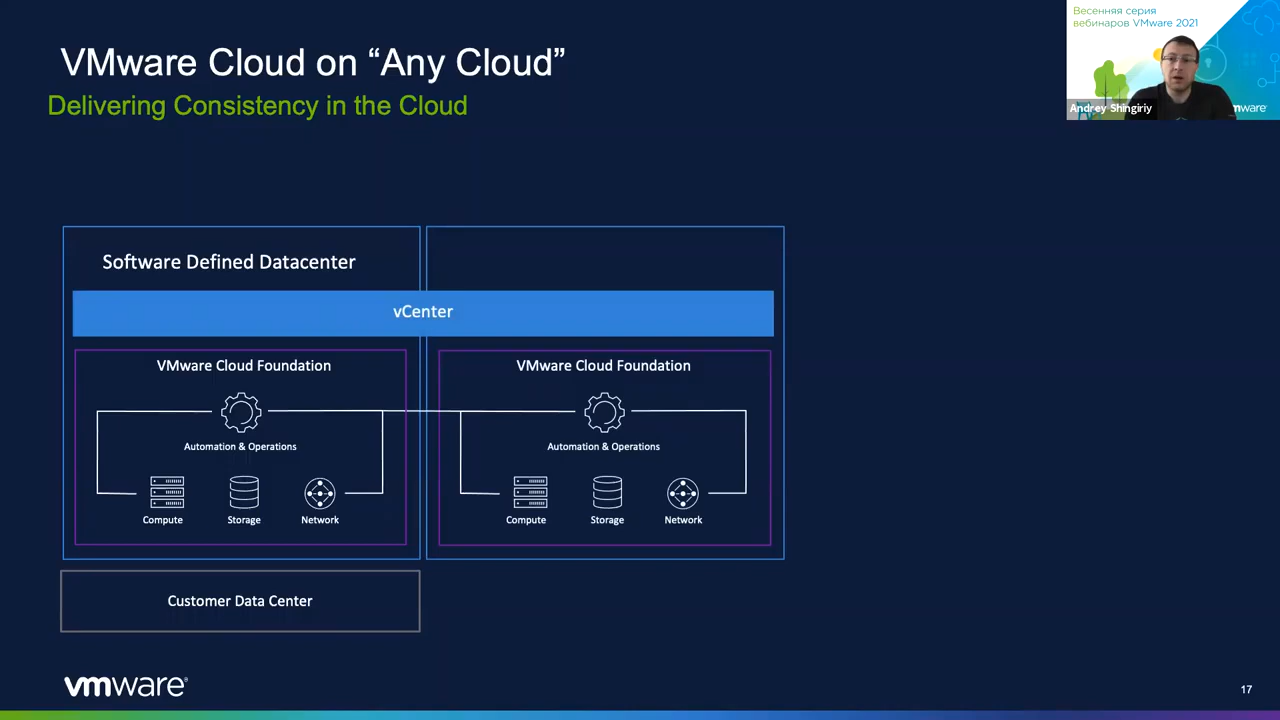 VMware Cloud on “Any Cloud”
Delivering Consistency in the Cloud
Весенняя серия
вебинаров VMware 2021
Andrey Shingiriy
mware
Software Defined Datacenter
vCenter
VMware Cloud Foundation
Automation & Operations
Compute
Storage
Network
VMware Cloud Foundation
Automation & Operations
Compute
Storage
Network
Customer Data Center
vmware®
17